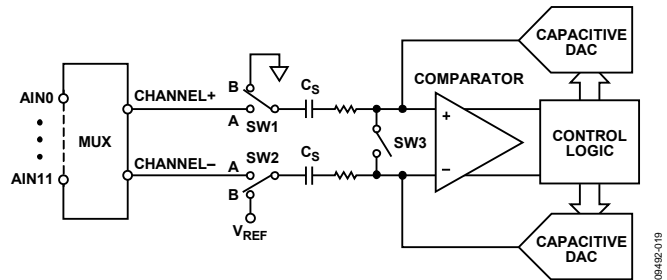 CAPACITIVE
DAC
B
CS
COMPARATOR
AIN0
CHANNEL+
A
SW1
+
MUX
SW3
CONTROL
LOGIC
CS
CHANNEL–
A
SW2
–
AIN11
B
VREF
CAPACITIVE
DAC
09492-019